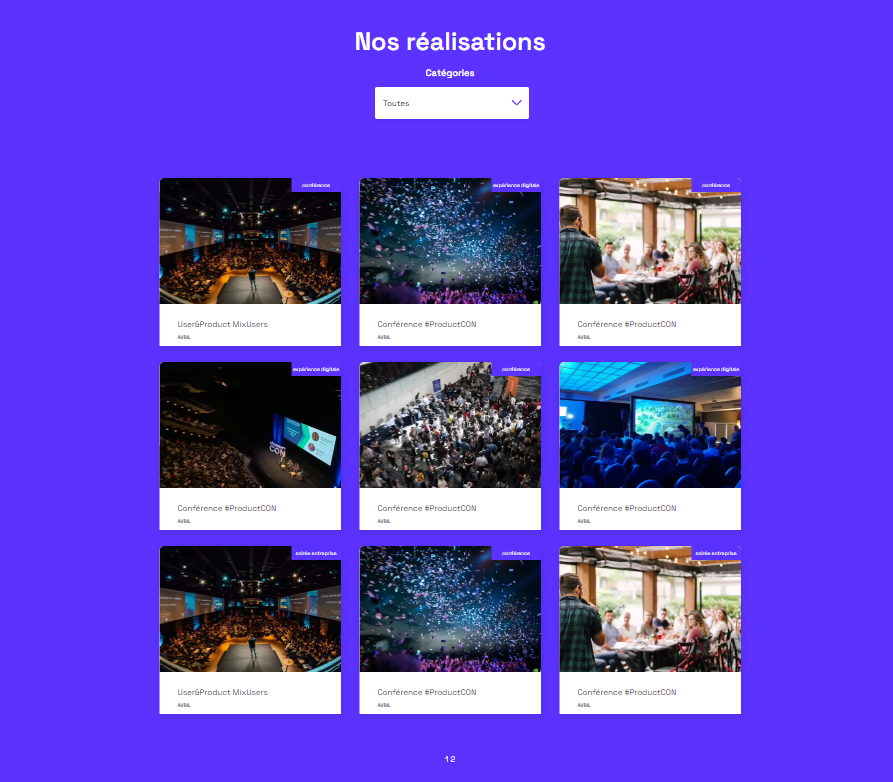 Nos réalisations
Catégories
Toutes
conférence
expérience digitale
conférence
User&Product MixUsers
AVRIL
Conférence #ProductCON
AVRIL
Conférence #ProductCON
AVRIL
expérience digitale
conférence
expérience digitale
CON
Conférence #ProductCON
AVRIL
Conférence #ProductCON
AVRIL
Conférence #ProductCON
AVRIL
soirée entreprise
conférence
soirée entreprise
User&Product MixUsers
AVRIL
Conférence #ProductCON
AVRIL
Conférence #ProductCON
AVRIL
1 2